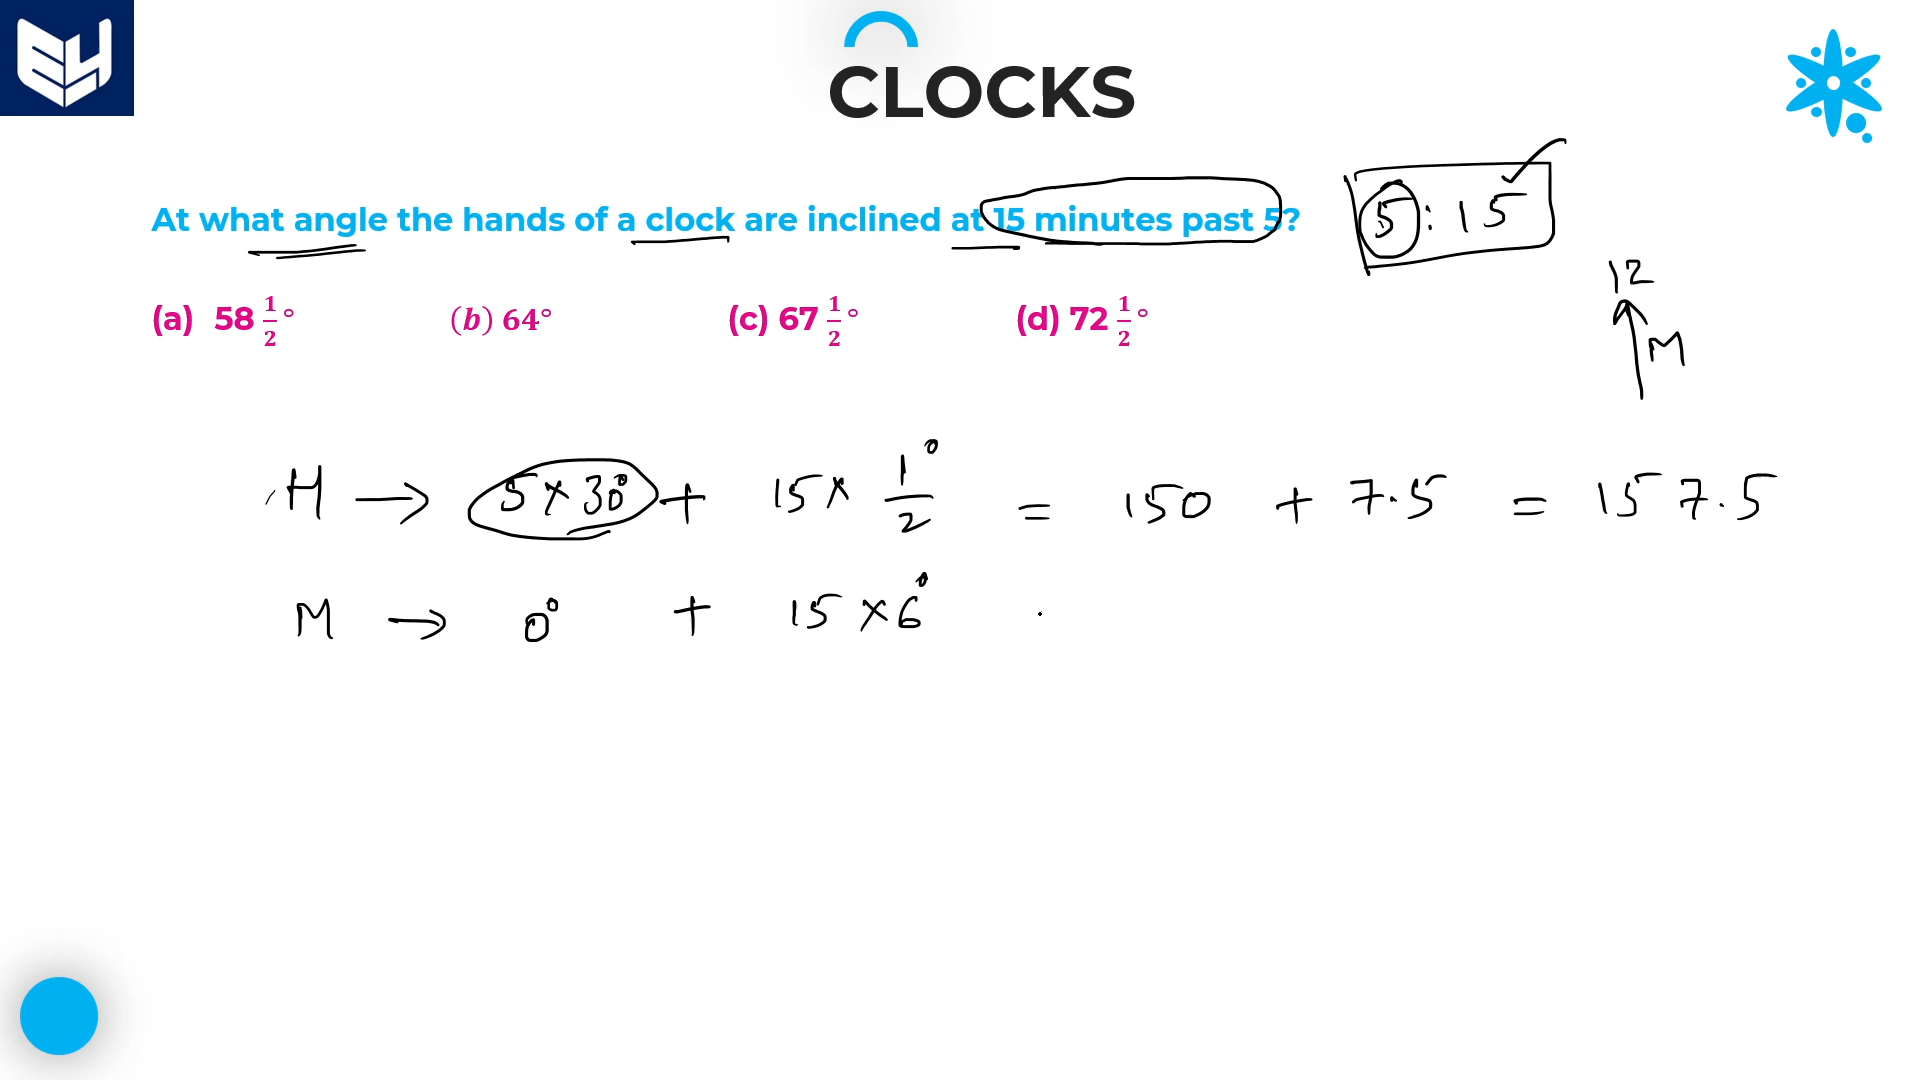 CLOCKS
At what angle the hands of a clock are inclined at 15 minutes past 5?
5:15
(a) 58 1/2° (b) 64° (c) 67 1/2° (d) 72 1/2°
12
M
H → 5×30° + 15× 1°/2 = 150 + 7.5 = 157.5
M → 0° + 15×6°